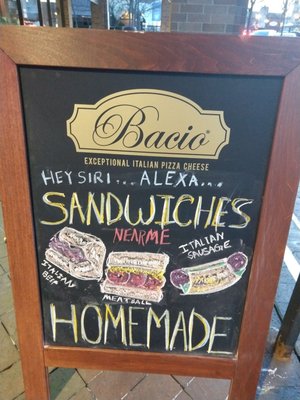 Bacio®
EXCEPTIONAL ITALIAN PIZZA CHEESE
HEY SIRI... ALEXA...
SANDWICHES
NEAR ME
ITALIAN
SAUSAGE
ITALIAN
BEEF
MEATBALL
HOMEMADE